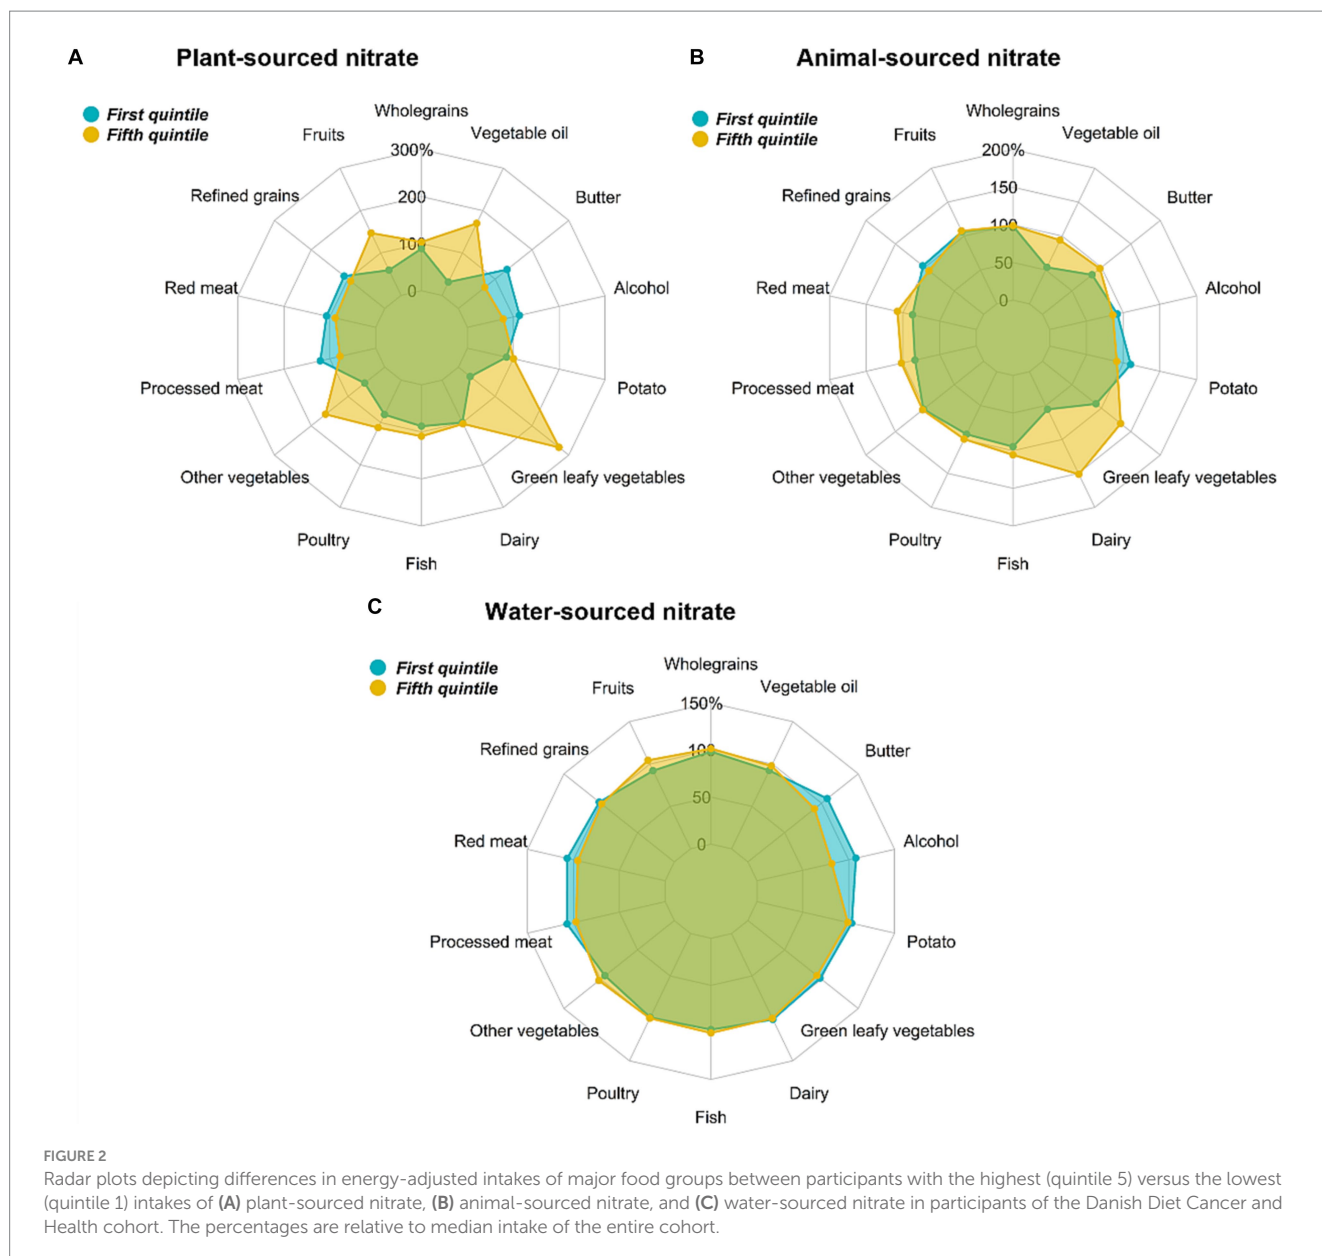 A
Plant-sourced nitrate
First quintile
Fifth quintile
Wholegrains
Vegetable oil
Butter
Alcohol
Potato
Green leafy vegetables
Dairy
Fish
Poultry
Other vegetables
Processed meat
Red meat
Refined grains
Fruits
300%
200
100
0
B
Animal-sourced nitrate
First quintile
Fifth quintile
Wholegrains
Vegetable oil
Butter
Alcohol
Potato
Green leafy vegetables
Dairy
Fish
Poultry
Other vegetables
Processed meat
Red meat
Refined grains
Fruits
200%
150
100
50
0
C
Water-sourced nitrate
First quintile
Fifth quintile
Wholegrains
Vegetable oil
Butter
Alcohol
Potato
Green leafy vegetables
Dairy
Fish
Poultry
Other vegetables
Processed meat
Red meat
Refined grains
Fruits
150%
100
50
0
FIGURE 2
Radar plots depicting differences in energy-adjusted intakes of major food groups between participants with the highest (quintile 5) versus the lowest
(quintile 1) intakes of (A) plant-sourced nitrate, (B) animal-sourced nitrate, and (C) water-sourced nitrate in participants of the Danish Diet Cancer and
Health cohort. The percentages are relative to median intake of the entire cohort.